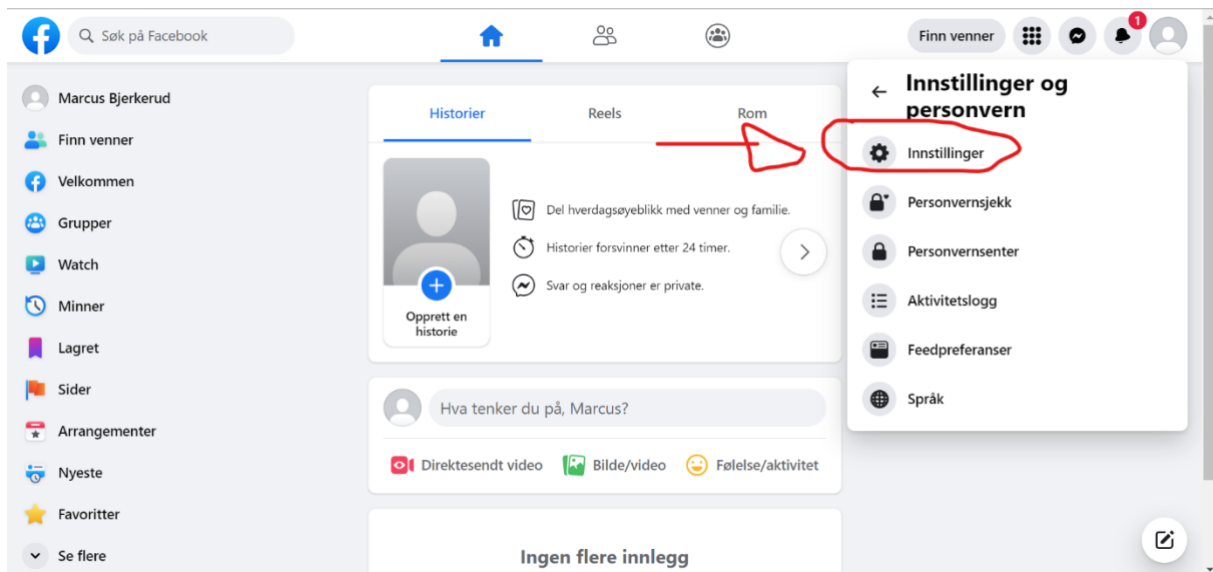 Søk på Facebook
Finn venner
1
Marcus Bjerkerud
Finn venner
Velkommen
Grupper
Watch
Minner
Lagret
Sider
Arrangementer
Nyeste
Favoritter
Se flere
Historier
Reels
Rom
Del hverdagsøyeblikk med venner og familie.
Historier forsvinner etter 24 timer.
Svar og reaksjoner er private.
Opprett en
historie
Hva tenker du på, Marcus?
Direktesendt video
Bilde/video
Følelse/aktivitet
Ingen flere innlegg
Innstillinger og
personvern
Innstillinger
Personvernsjekk
Personvernsenter
Aktivitetslogg
Feedpreferanser
Språk